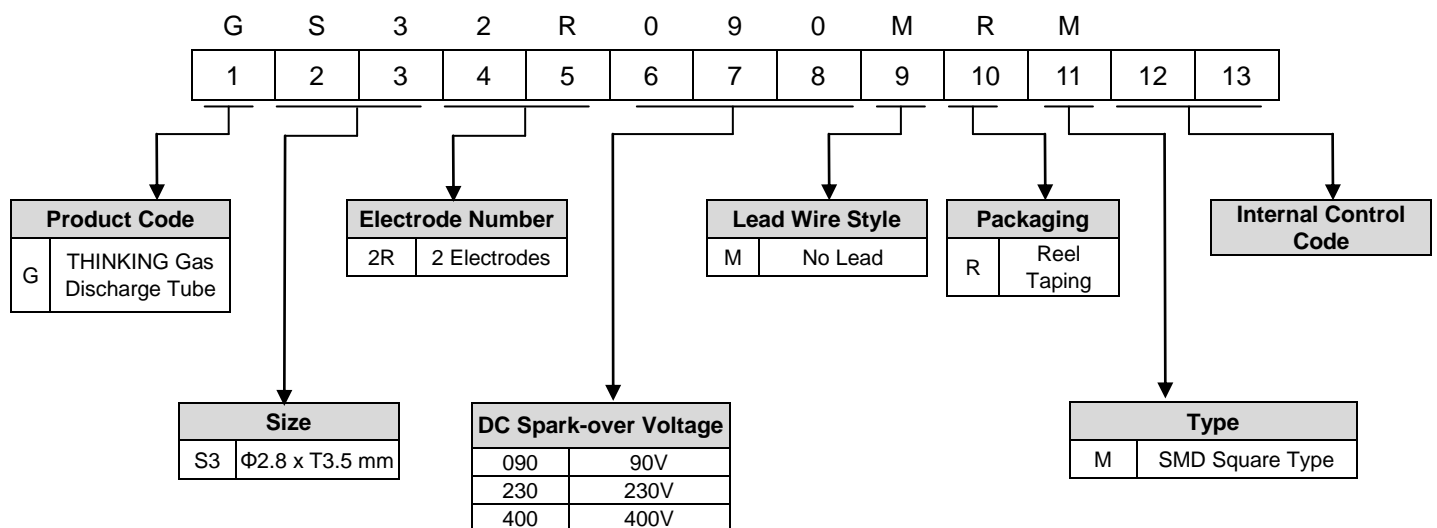 G S 3 2 R 0 9 0 M R M
1 2 3 4 5 6 7 8 9 10 11 12 13
Product Code
G THINKING Gas
Discharge Tube
Electrode Number
2R 2 Electrodes
Lead Wire Style
M No Lead
Packaging
R Reel
Taping
Internal Control
Code
Size
S3 Φ2.8 x T3.5 mm
DC Spark-over Voltage
090 90V
230 230V
400 400V
Type
M SMD Square Type